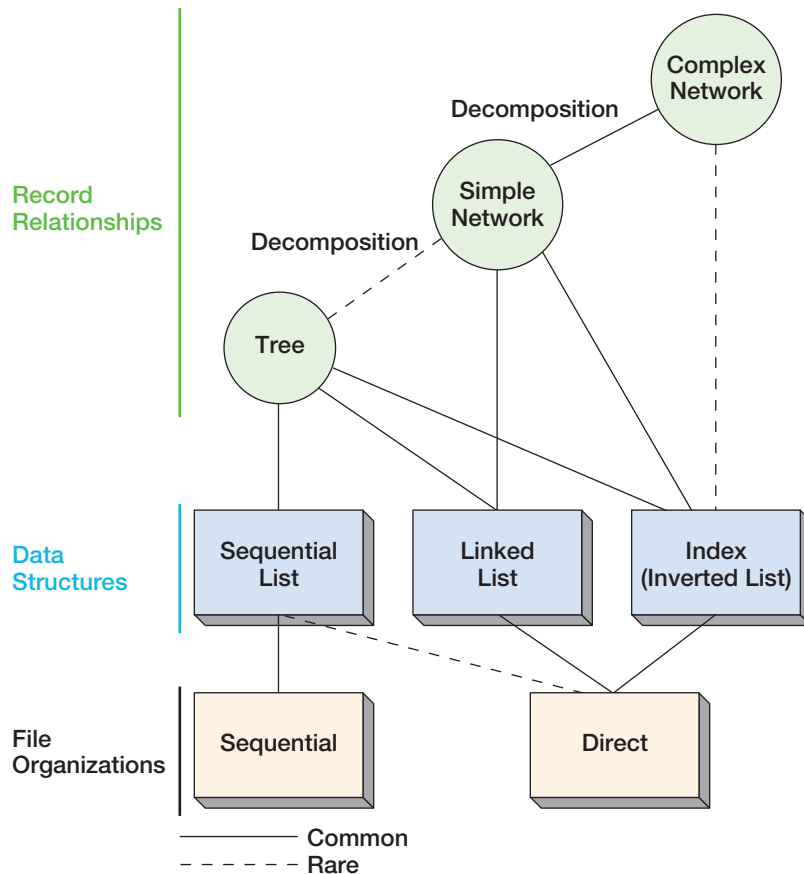 Complex
Network
Decomposition
Simple
Network
Record
Relationships
Decomposition
Tree
Data
Structures
Sequential
List
Linked
List
Index
(Inverted List)
File
Organizations
Sequential
Direct
Common
Rare